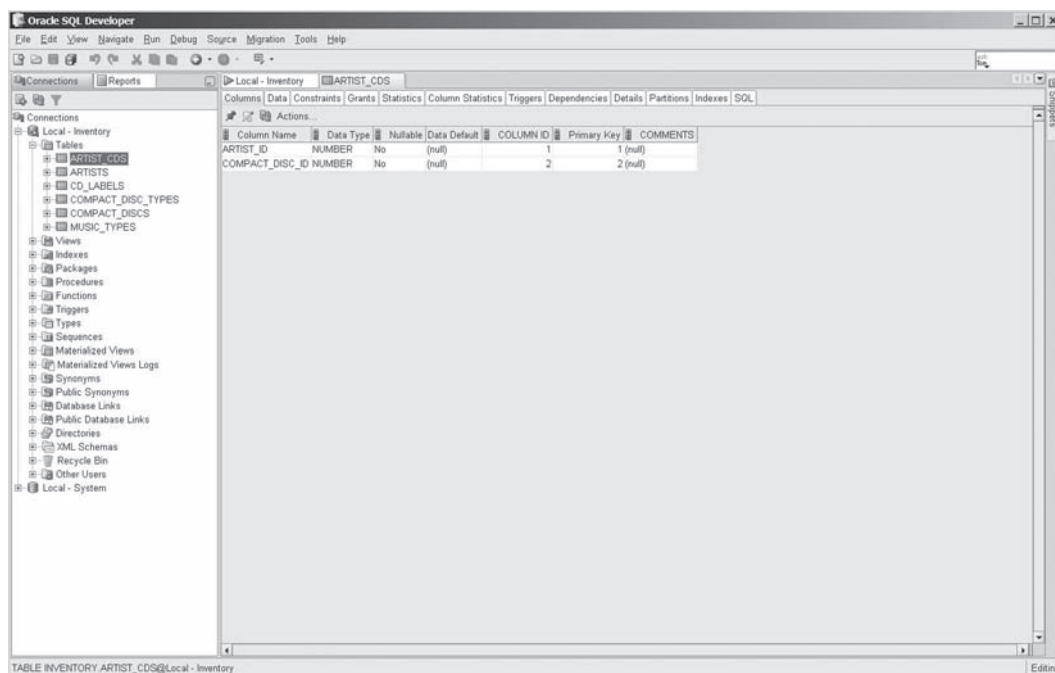 Oracle SQL Developer
File Edit View Navigate Run Debug Source Migration Tools Help
Connections Reports
Local - Inventory ARTIST_CDS
Columns Data Constraints Grants Statistics Column Statistics Triggers Dependencies Details Partitions Indexes SQL
Actions...
Column Name Data Type Nullable Data Default COLUMN ID Primary Key COMMENTS
ARTIST_ID NUMBER No (null) 1 1 (null)
COMPACT_DISC_ID NUMBER No (null) 2 2 (null)
Connections
Local - Inventory
Tables
ARTIST_CDS
ARTISTS
CD_LABELS
COMPACT_DISC_TYPES
COMPACT_DISCS
MUSIC_TYPES
Views
Indexes
Packages
Procedures
Functions
Triggers
Types
Sequences
Materialized Views
Materialized Views Logs
Synonyms
Public Synonyms
Database Links
Public Database Links
Directories
XML Schemas
Recycle Bin
Other Users
Local - System
Snippets
TABLE INVENTORY.ARTIST_CDS@Local - Inventory
Editin